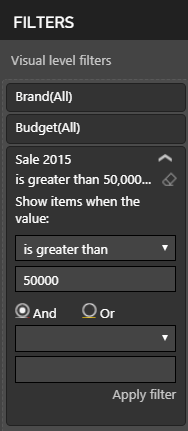 FILTERS
Visual level filters
Brand(All)
Budget(All)
Sale 2015
is greater than 50,000...
Show items when the
value:
is greater than
50000
And Or
Apply filter